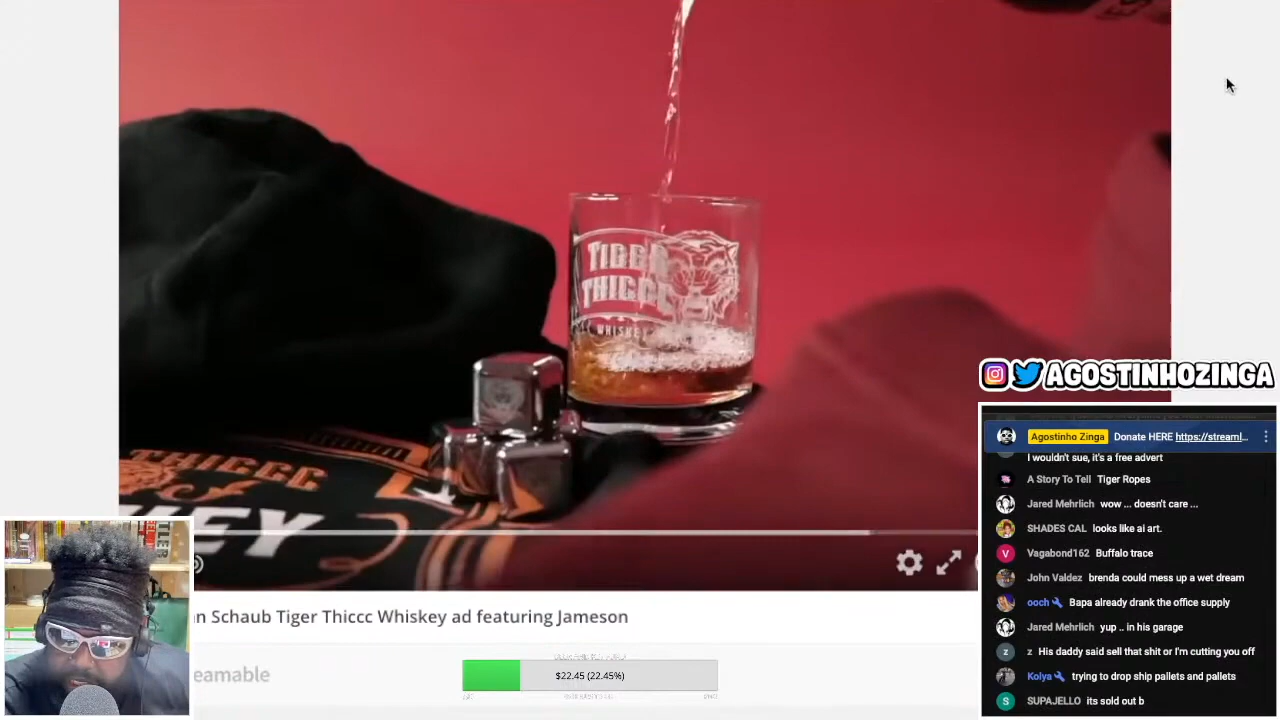 TIGER
THICCC
WHISKEY
THICCC
AGOSTINHOZINGA
Agostinho Zinga Donate HERE https://streaml...
I wouldn't sue, it's a free advert
A Story To Tell Tiger Ropes
Jared Mehrlich wow ... doesn't care ...
SHADES CAL looks like ai art.
V Vagabond162 Buffalo trace
John Valdez brenda could mess up a wet dream
ooch Bapa already drank the office supply
Jared Mehrlich yup .. in his garage
z z His daddy said sell that shit or I'm cutting you off
Kolya trying to drop ship pallets and pallets
S SUPAJELLO its sold out b
n Schaub Tiger Thiccc Whiskey ad featuring Jameson
eamable
$22.45 (22.45%)